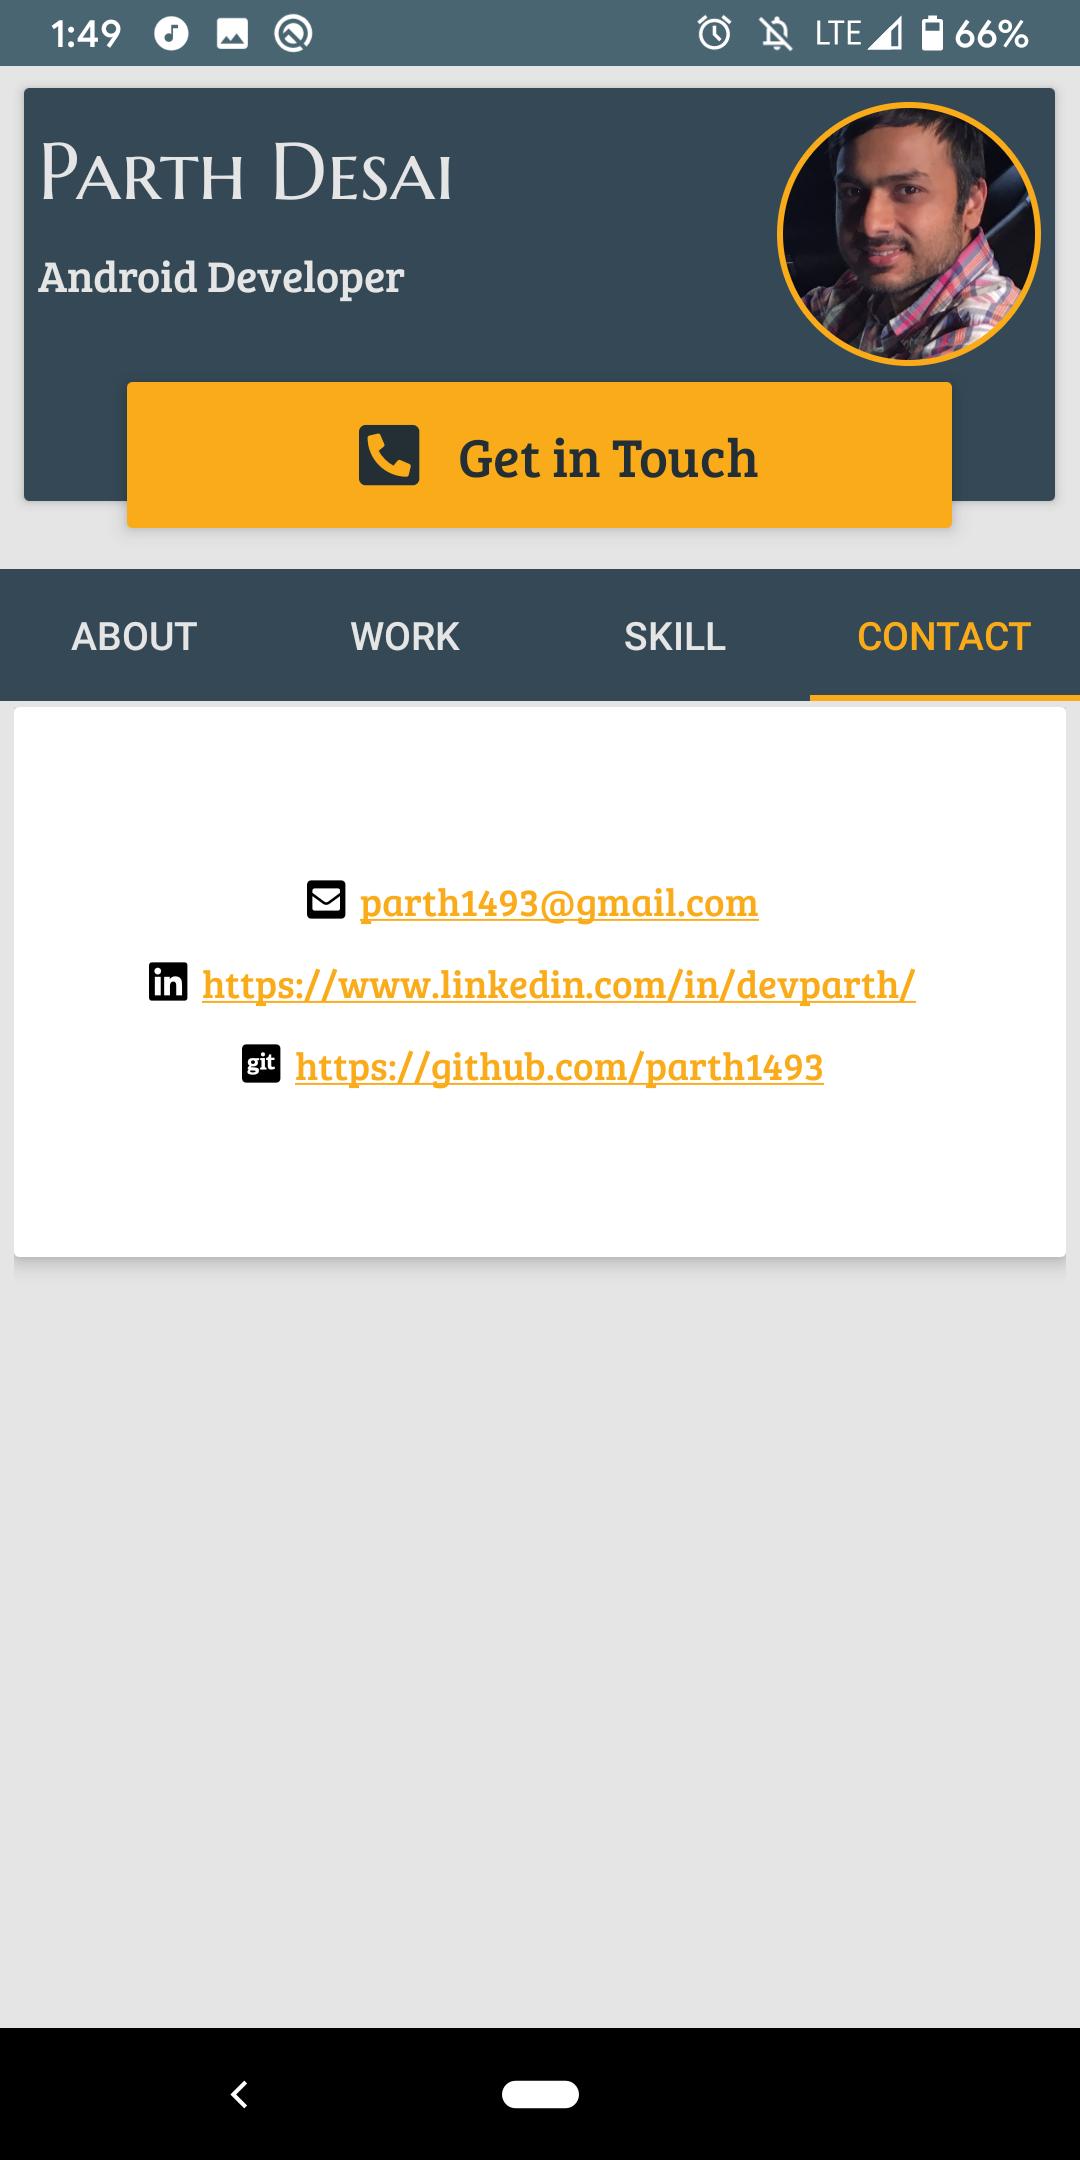 1:49 LTE 66%
Parth Desai
Android Developer
Get in Touch
ABOUT WORK SKILL CONTACT
parth1493@gmail.com
in https://www.linkedin.com/in/devparth/
git https://github.com/parth1493